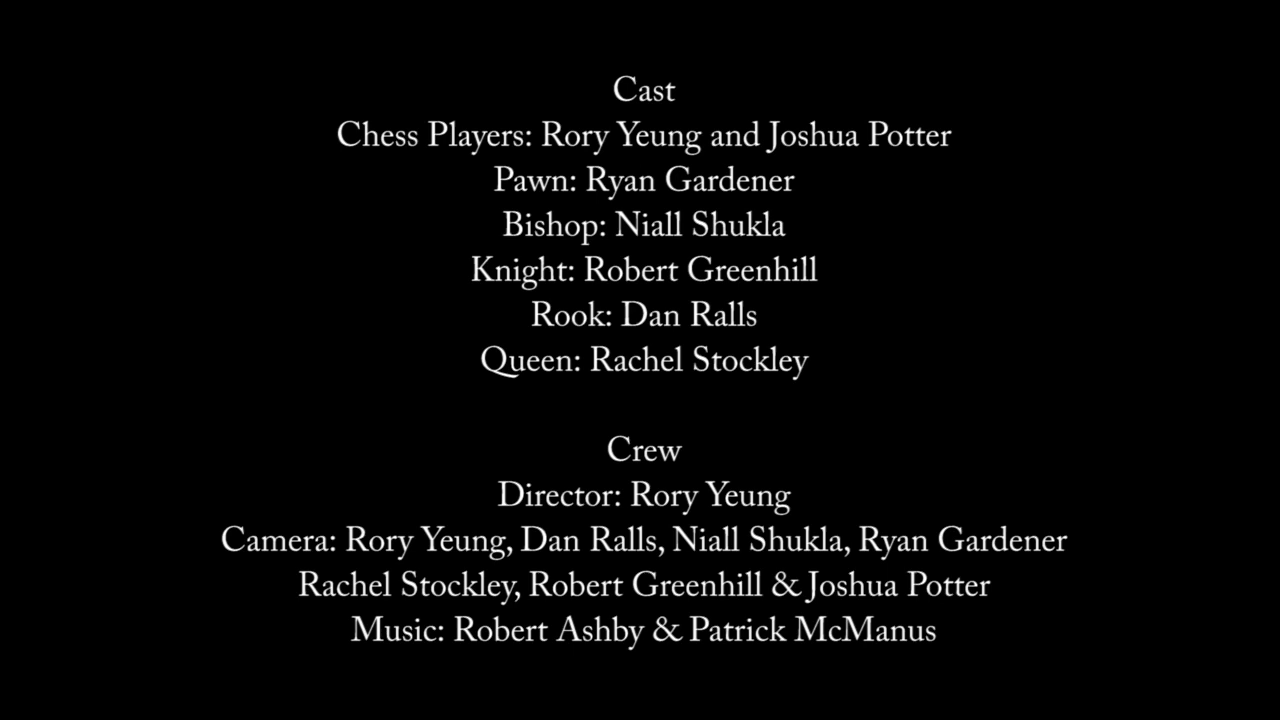 Cast
Chess Players: Rory Yeung and Joshua Potter
Pawn: Ryan Gardener
Bishop: Niall Shukla
Knight: Robert Greenhill
Rook: Dan Ralls
Queen: Rachel Stockley
Crew
Director: Rory Yeung
Camera: Rory Yeung, Dan Ralls, Niall Shukla, Ryan Gardener
Rachel Stockley, Robert Greenhill & Joshua Potter
Music: Robert Ashby & Patrick McManus